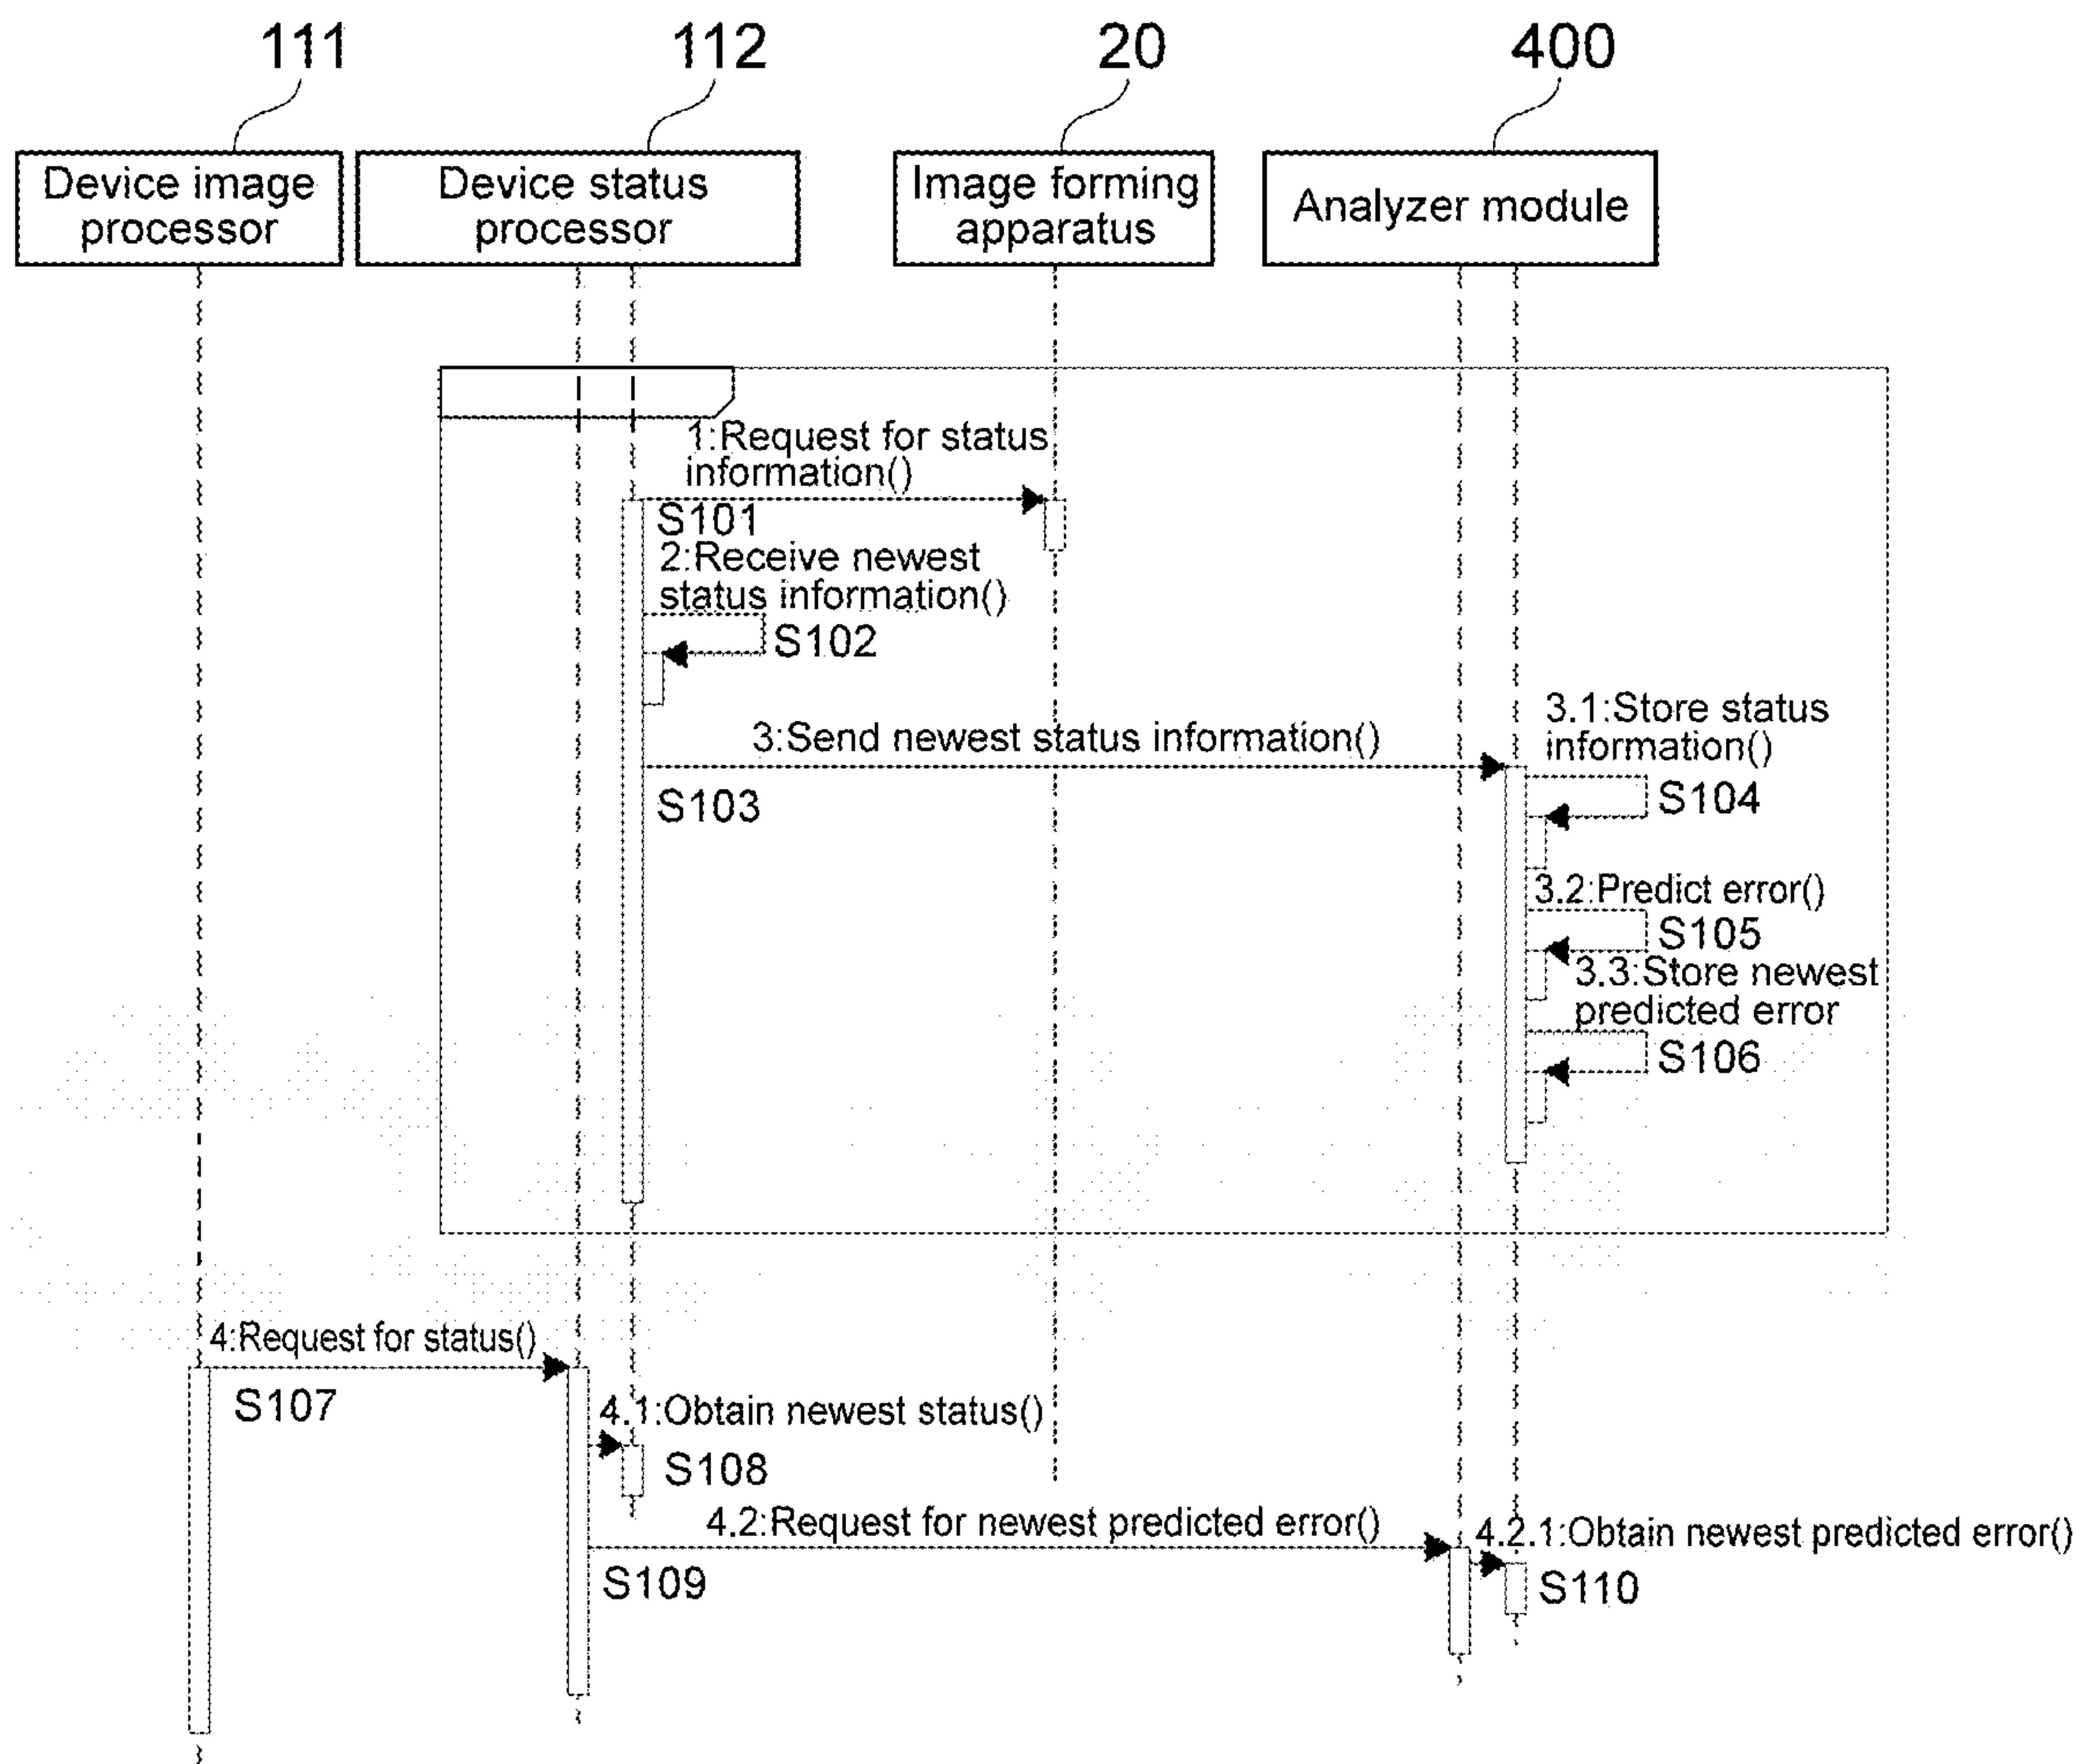 111
112
20
400
Device image
processor
Device status
processor
Image forming
apparatus
Analyzer module
1:Request for status
information()
S101
2:Receive newest
status information()
S102
3:Send newest status information()
S103
3.1:Store status
information()
S104
3.2:Predict error()
S105
3.3:Store newest
predicted error
S106
4:Request for status()
S107
4.1:Obtain newest status()
S108
4.2:Request for newest predicted error()
S109
4.2.1:Obtain newest predicted error()
S110